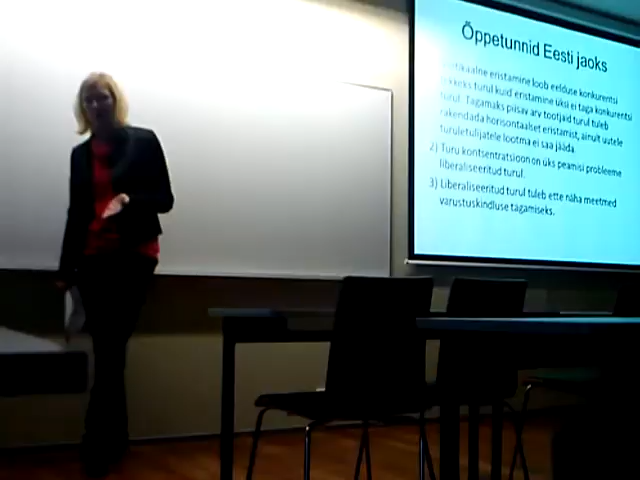 Õppetunnid Eesti jaoks
eristamine loob eelduse konkurentsi
tekkeks turul kuid eristamine üksi ei taga konkurentsi
turul. Tagamaks piisav arv tootjaid turul tuleb
rakendada horisontaalset eristamist, ainult uutele
turuletulijatele lootma ei saa jääda.
2) Turu kontsentratsioon on üks peamisi probleeme
liberaliseeritud turul.
3) Liberaliseeritud turul tuleb ette näha meetmed
varustuskindluse tagamiseks.